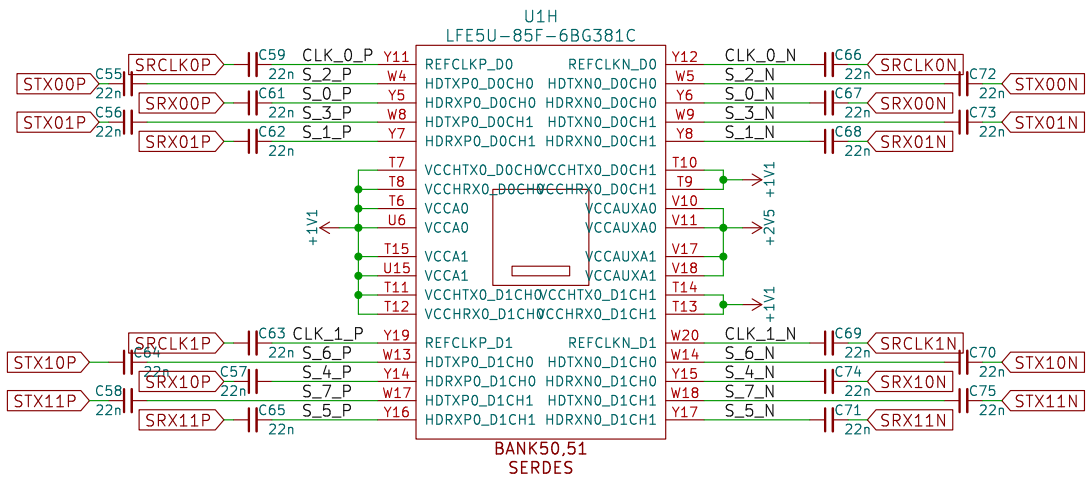 U1H
LFE5U-85F-6BG381C
SRCLK0P C59 22n CLK_0_P Y11 REFCLKP_D0 REFCLKN_D0 Y12 CLK_0_N C66 22n SRCLK0N
STX00P C55 22n S_2_P W4 HDTXP0_D0CH0 HDTXN0_D0CH0 W5 S_2_N C72 22n STX00N
SRX00P C61 22n S_0_P Y5 HDRXP0_D0CH0 HDRXN0_D0CH0 Y6 S_0_N C67 22n SRX00N
STX01P C56 22n S_3_P W8 HDTXP0_D0CH1 HDTXN0_D0CH1 W9 S_3_N C73 22n STX01N
SRX01P C62 22n S_1_P Y7 HDRXP0_D0CH1 HDRXN0_D0CH1 Y8 S_1_N C68 22n SRX01N
T7 VCCHTX0_D0CH0 VCCHTX0_D0CH1 T10
+1V1
T8 VCCHRX0_D0CH0 VCCHRX0_D0CH1 T9
T6 VCCA0 VCCAUXA0 V10
+1V1 U6 VCCA0 VCCAUXA0 V11 +2V5
T15 VCCA1 VCCAUXA1 V17
U15 VCCA1 VCCAUXA1 V18
T11 VCCHTX0_D1CH0 VCCHTX0_D1CH1 T14
+1V1
T12 VCCHRX0_D1CH0 VCCHRX0_D1CH1 T13
SRCLK1P C63 22n CLK_1_P Y19 REFCLKP_D1 REFCLKN_D1 W20 CLK_1_N C69 22n SRCLK1N
STX10P C64 22n S_6_P W13 HDTXP0_D1CH0 HDTXN0_D1CH0 W14 S_6_N C70 22n STX10N
SRX10P C57 22n S_4_P Y14 HDRXP0_D1CH0 HDRXN0_D1CH0 Y15 S_4_N C74 22n SRX10N
STX11P C58 22n S_7_P W17 HDTXP0_D1CH1 HDTXN0_D1CH1 W18 S_7_N C75 22n STX11N
SRX11P C65 22n S_5_P Y16 HDRXP0_D1CH1 HDRXN0_D1CH1 Y17 S_5_N C71 22n SRX11N
BANK50,51
SERDES